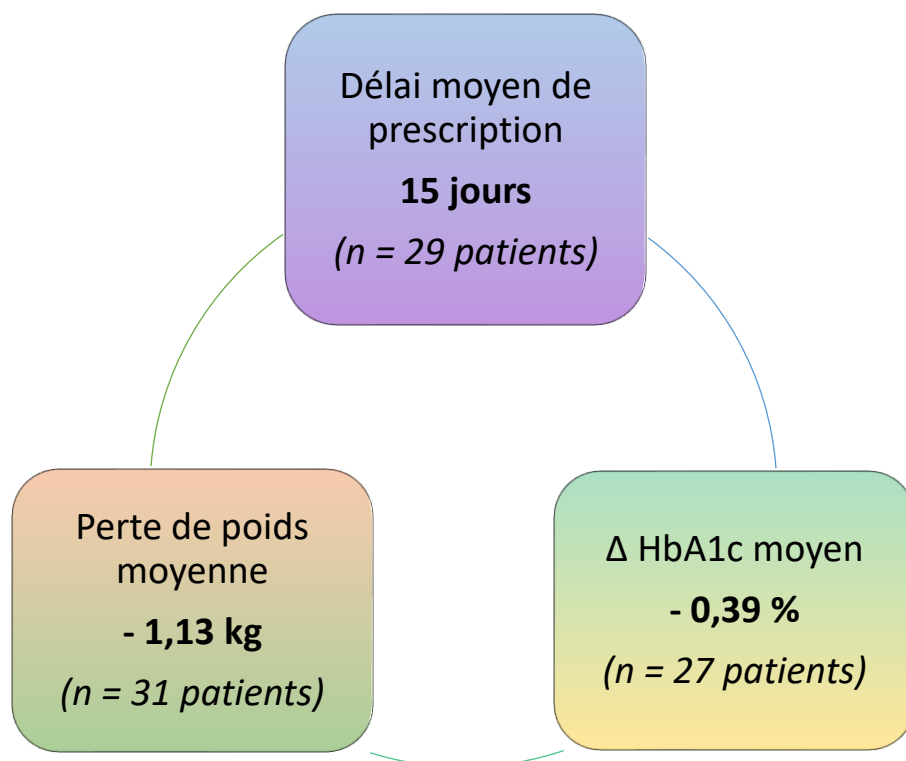 Délai moyen de
prescription
15 jours
(n = 29 patients)
Perte de poids
moyenne
- 1,13 kg
(n = 31 patients)
Δ HbA1c moyen
- 0,39 %
(n = 27 patients)